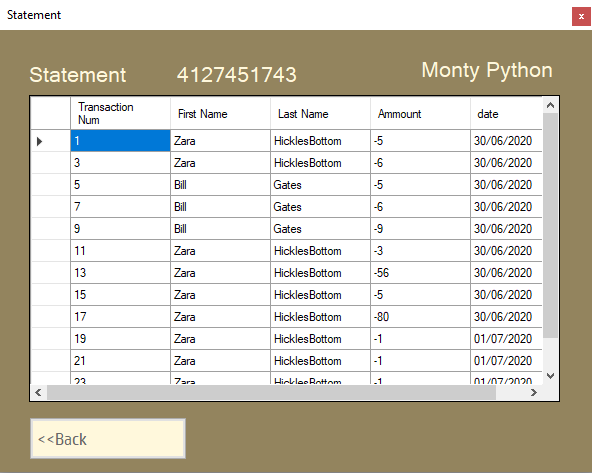 Statement
x
Statement 4127451743 Monty Python
Transaction Num First Name Last Name Ammount date
1 Zara HicklesBottom -5 30/06/2020
3 Zara HicklesBottom -6 30/06/2020
5 Bill Gates -5 30/06/2020
7 Bill Gates -6 30/06/2020
9 Bill Gates -9 30/06/2020
11 Zara HicklesBottom -3 30/06/2020
13 Zara HicklesBottom -56 30/06/2020
15 Zara HicklesBottom -5 30/06/2020
17 Zara HicklesBottom -80 30/06/2020
19 Zara HicklesBottom -1 01/07/2020
21 Zara HicklesBottom -1 01/07/2020
23 Zara HicklesBottom -1 01/07/2020
<<Back